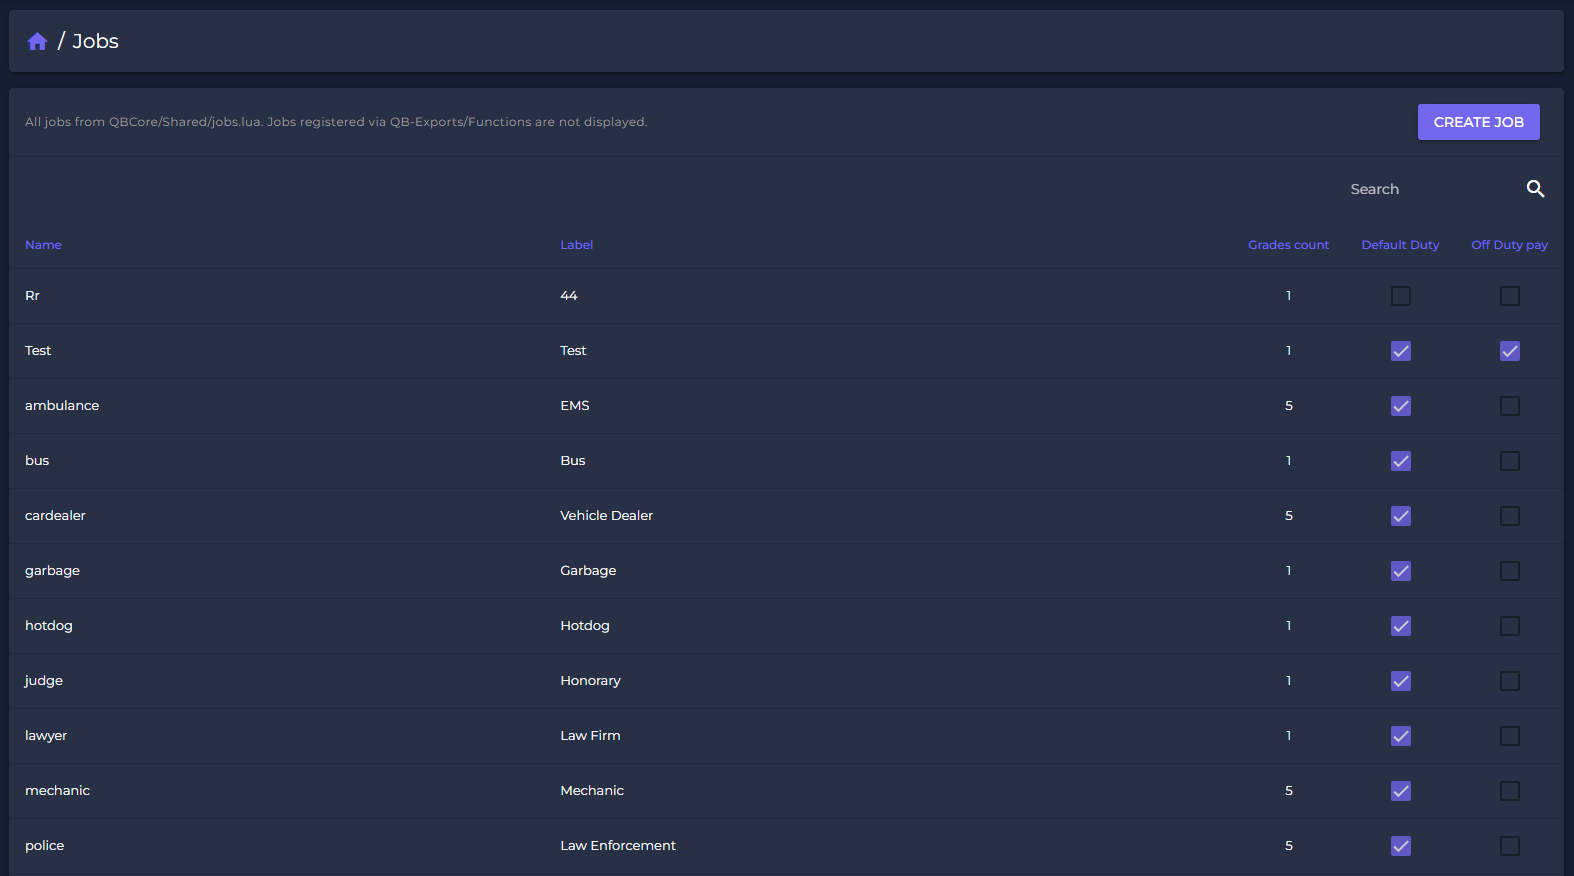 / Jobs
All jobs from QBCore/Shared/jobs.lua. Jobs registered via QB-Exports/Functions are not displayed.
CREATE JOB
Search
Name Label Grades count Default Duty Off Duty pay
Rr 44 1
Test Test 1
ambulance EMS 5
bus Bus 1
cardealer Vehicle Dealer 5
garbage Garbage 1
hotdog Hotdog 1
judge Honorary 1
lawyer Law Firm 1
mechanic Mechanic 5
police Law Enforcement 5